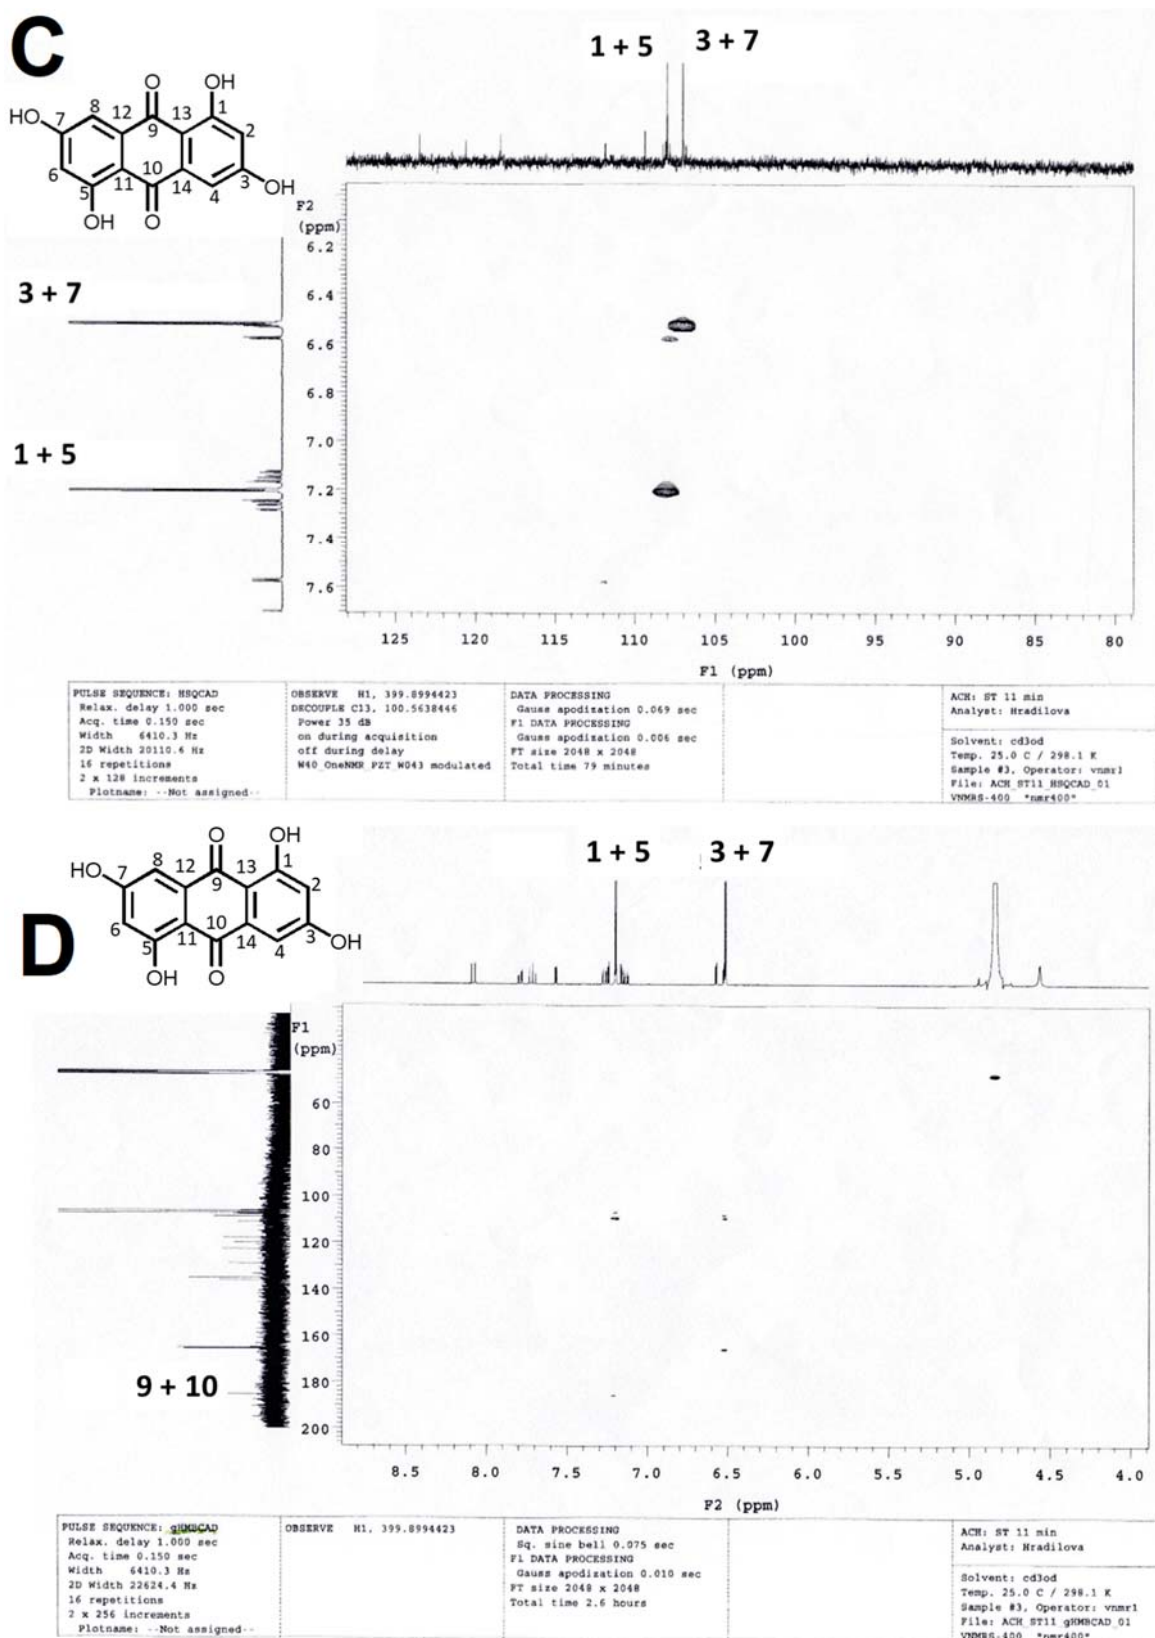 C
1 + 5
3 + 7
O
OH
HO
7
8
12
9
13
1
2
6
5
11
10
14
4
3
OH
OH
O
F2
(ppm)
6.2
3 + 7
6.4
6.6
6.8
1 + 5
7.0
7.2
7.4
7.6
125 120 115 110 105 100 95 90 85 80
F1 (ppm)
PULSE SEQUENCE: HSQCAD
Relax. delay 1.000 sec
Acq. time 0.150 sec
Width 6410.3 Hz
2D Width 20110.6 Hz
16 repetitions
2 x 128 increments
Plotname: --Not assigned--
OBSERVE H1, 399.8994423
DECOUPLE C13, 100.5638446
Power 35 dB
on during acquisition
off during delay
W40_OneNMR_PZT_W043 modulated
DATA PROCESSING
Gauss apodization 0.069 sec
F1 DATA PROCESSING
Gauss apodization 0.006 sec
FT size 2048 x 2048
Total time 79 minutes
ACH: ST 11 min
Analyst: Hradilova
Solvent: cd3od
Temp. 25.0 C / 298.1 K
Sample #3, Operator: vnmr1
File: ACH_ST11_HSQCAD_01
VNMRS-400 "nmr400"
D
O
OH
HO
7
8
12
9
13
1
2
6
5
11
10
14
4
3
OH
OH
O
1 + 5
3 + 7
F1
(ppm)
60
80
100
120
140
160
9 + 10
180
200
8.5 8.0 7.5 7.0 6.5 6.0 5.5 5.0 4.5 4.0
F2 (ppm)
PULSE SEQUENCE: gHMBCAD
Relax. delay 1.000 sec
Acq. time 0.150 sec
Width 6410.3 Hz
2D Width 22624.4 Hz
16 repetitions
2 x 256 increments
Plotname: --Not assigned--
OBSERVE H1, 399.8994423
DATA PROCESSING
Sq. sine bell 0.075 sec
F1 DATA PROCESSING
Gauss apodization 0.010 sec
FT size 2048 x 2048
Total time 2.6 hours
ACH: ST 11 min
Analyst: Hradilova
Solvent: cd3od
Temp. 25.0 C / 298.1 K
Sample #3, Operator: vnmr1
File: ACH_ST11_gHMBCAD_01
VNMRS-400 "nmr400"